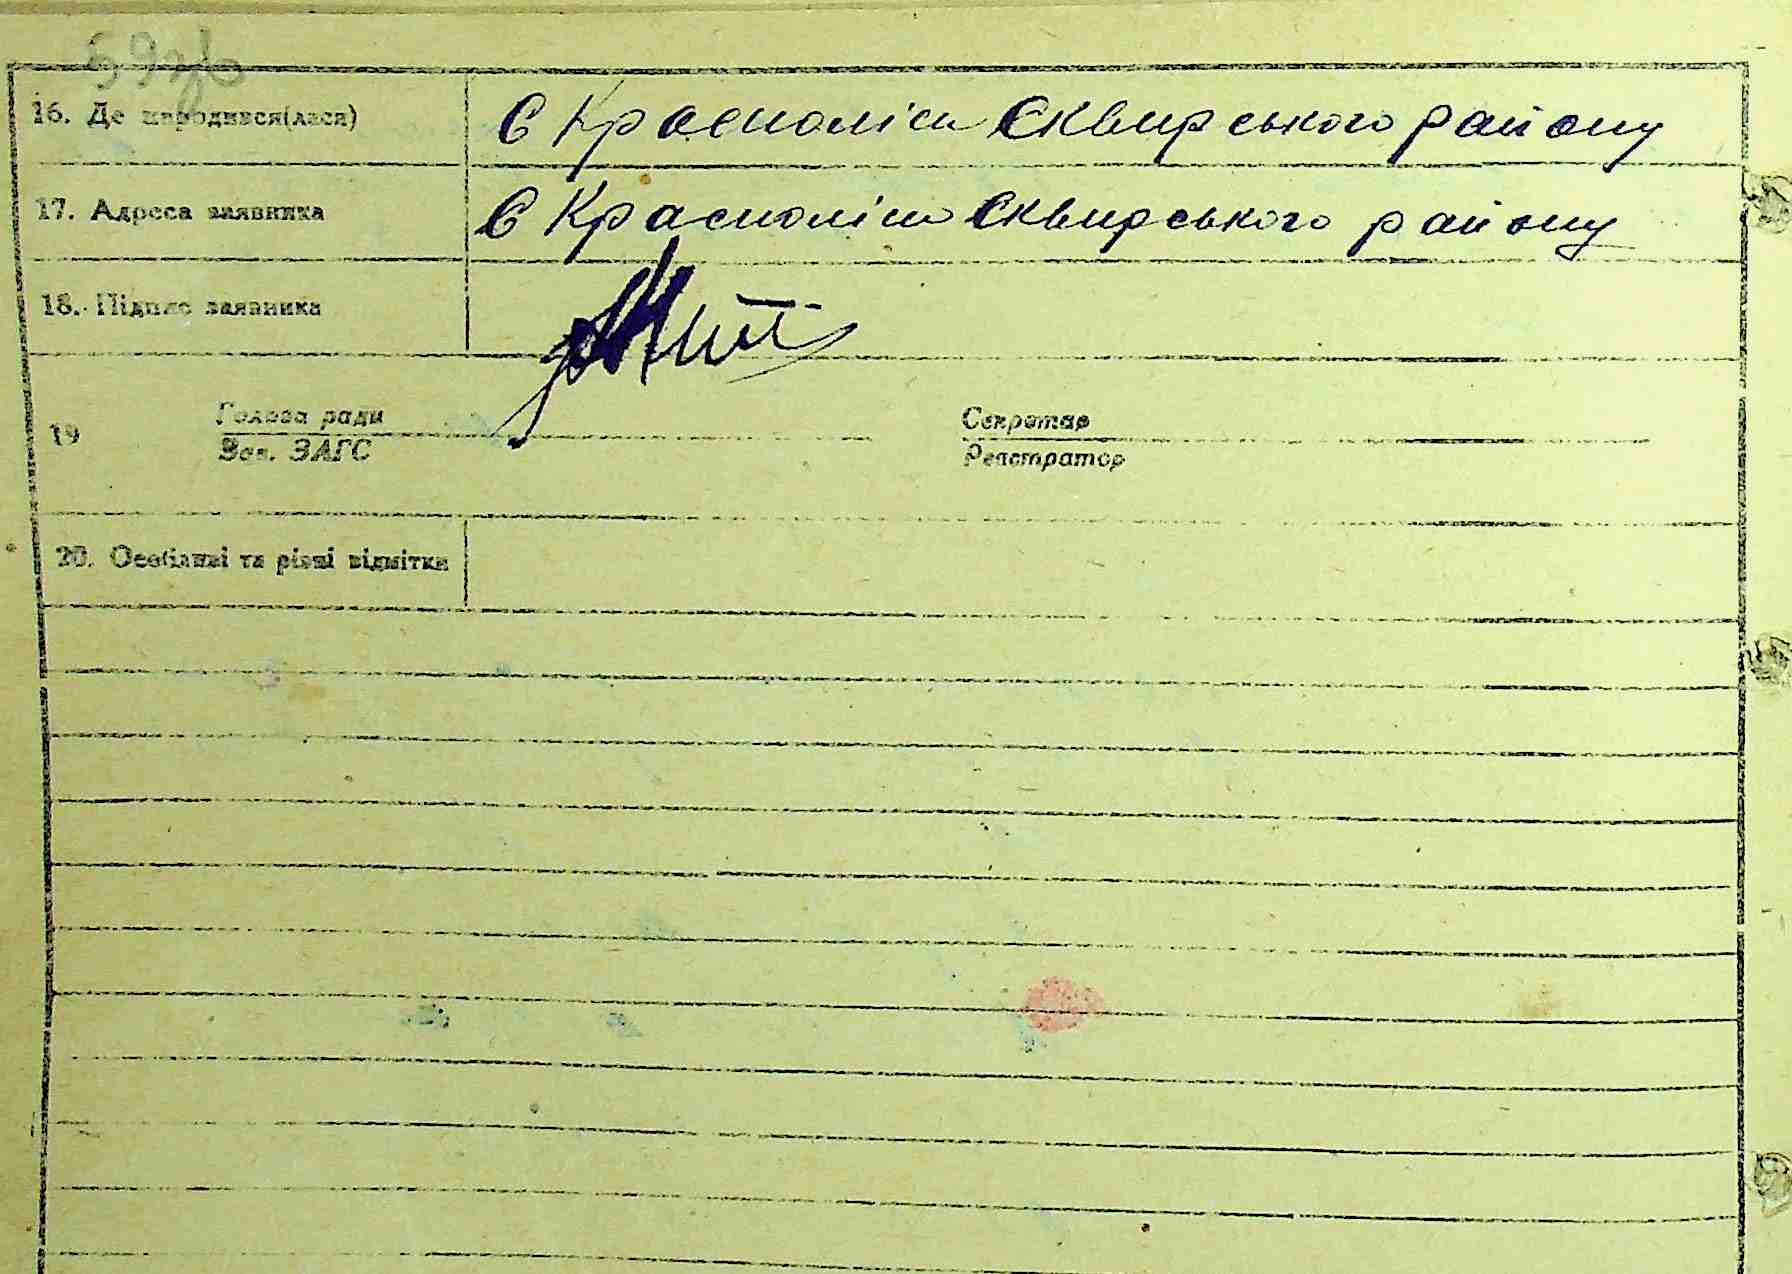 59зв
16. Де народився(лася) С Красноліси Сквирського району
17. Адреса заявника С Красноліси Сквирського району
18. Підпис заявника
19 Голова ради Секретар
Зав. ЗАГС Реєстратор
20. Особливі та різні відмітки